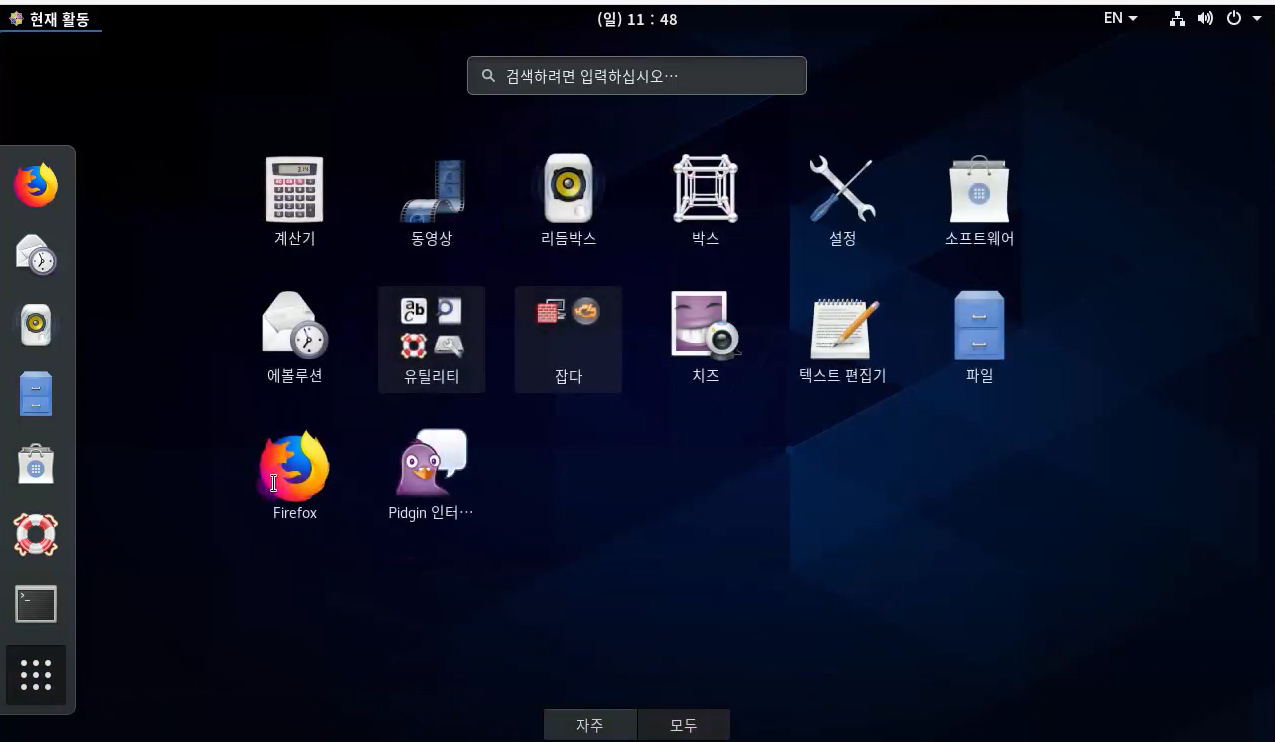 현재 활동
(일) 11 : 48
EN
검색하려면 입력하십시오…
계산기
동영상
리듬박스
박스
설정
소프트웨어
에볼루션
유틸리티
잡다
치즈
텍스트 편집기
파일
Firefox
Pidgin 인터…
자주
모두